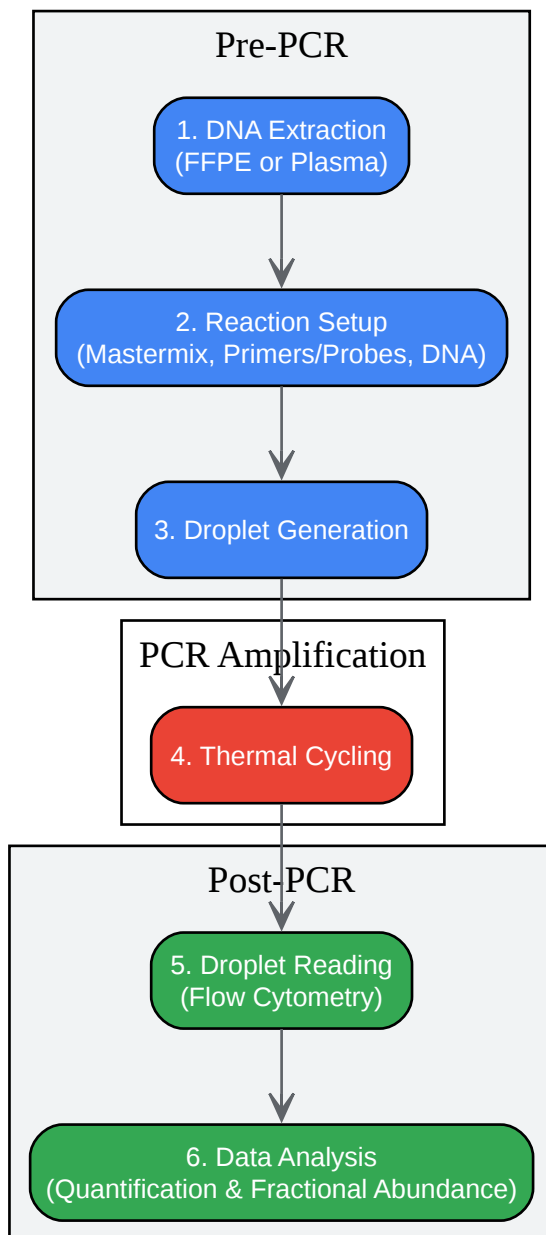 Pre-PCR
1. DNA Extraction
(FFPE or Plasma)
2. Reaction Setup
(Mastermix, Primers/Probes, DNA)
3. Droplet Generation
PCR Amplification
4. Thermal Cycling
Post-PCR
5. Droplet Reading
(Flow Cytometry)
6. Data Analysis
(Quantification & Fractional Abundance)